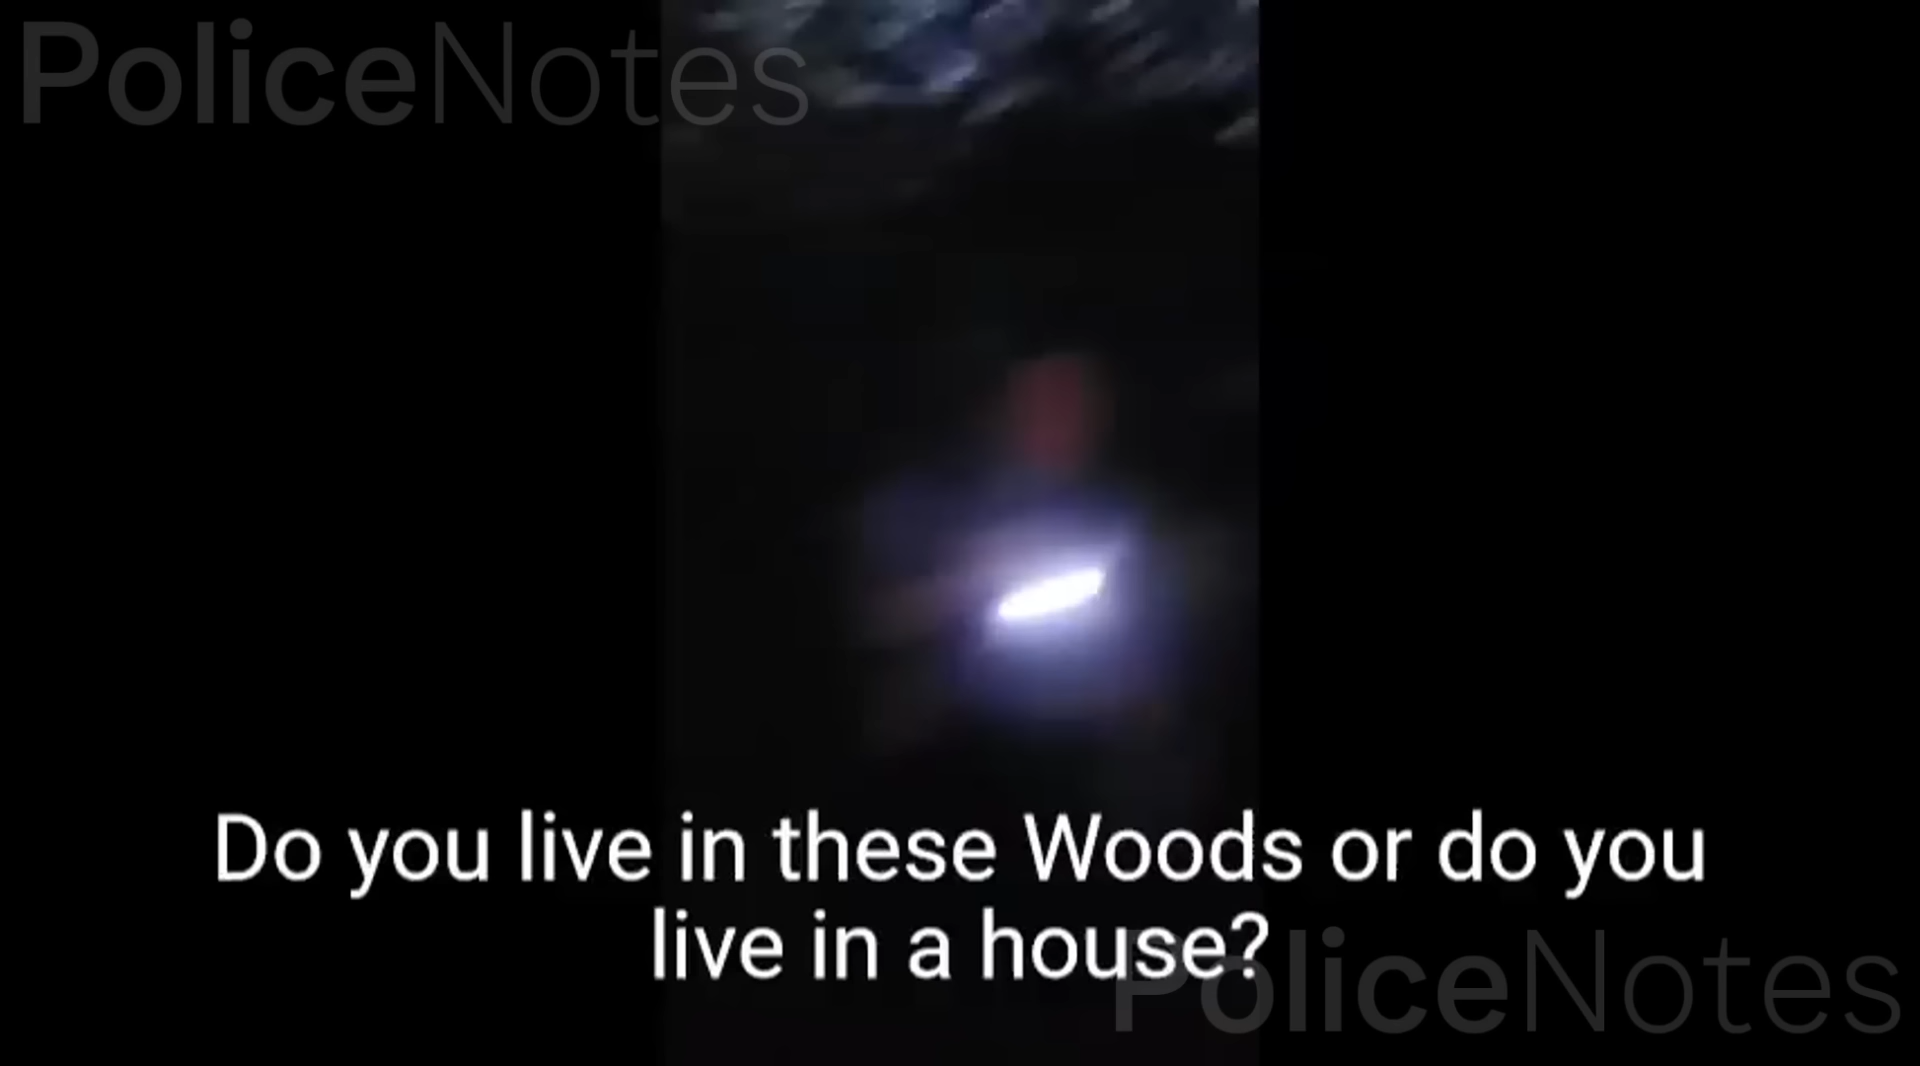 PoliceNotes
Do you live in these Woods or do you
live in a house?
PoliceNotes